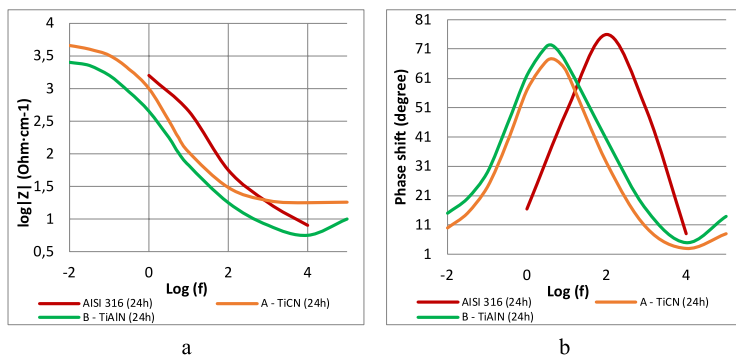 4
3,5
3
2,5
2
1,5
1
0,5
-2
0
2
4
log|Z| (Ohm·cm-1)
Log (f)
AISI 316 (24h)
A - TiCN (24h)
B - TiAlN (24h)
a
81
71
61
51
41
31
21
11
1
-2
0
2
4
Phase shift (degree)
Log (f)
AISI 316 (24h)
A - TiCN (24h)
B - TiAlN (24h)
b